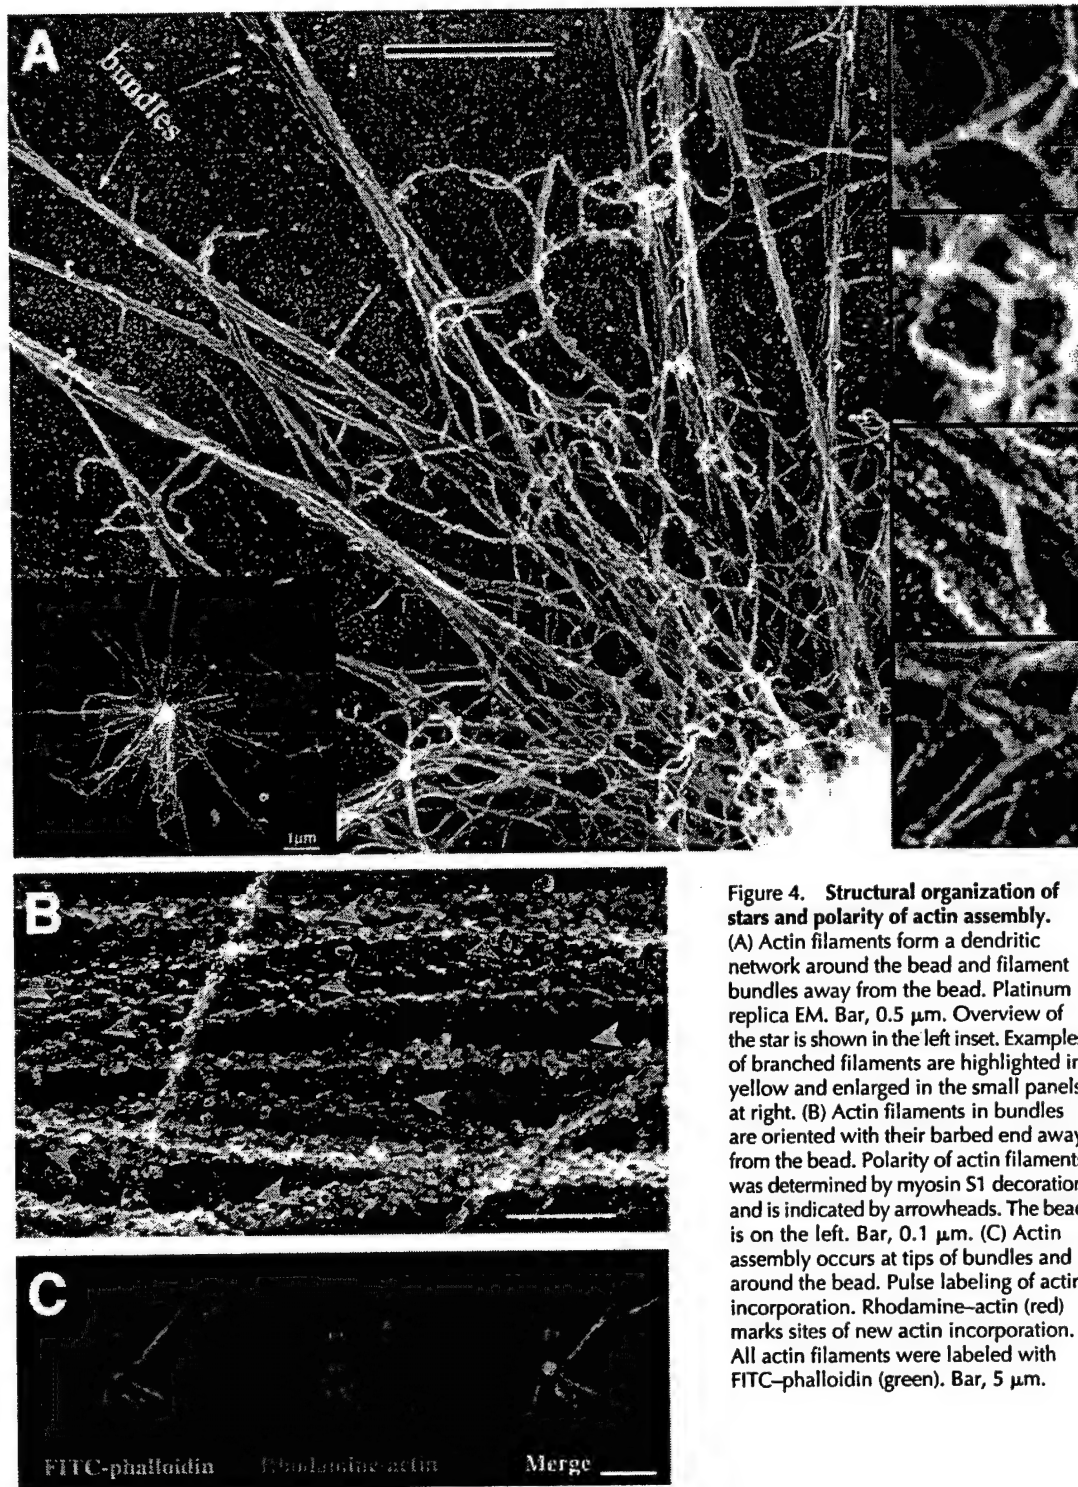 A
bundles
1μm
B
C
FITC-phalloidin
Rhodamine-actin
Merge
Figure 4. Structural organization of
stars and polarity of actin assembly.
(A) Actin filaments form a dendritic
network around the bead and filament
bundles away from the bead. Platinum
replica EM. Bar, 0.5 μm. Overview of
the star is shown in the left inset. Example
of branched filaments are highlighted in
yellow and enlarged in the small panels
at right. (B) Actin filaments in bundles
are oriented with their barbed end away
from the bead. Polarity of actin filament
was determined by myosin S1 decoration
and is indicated by arrowheads. The bead
is on the left. Bar, 0.1 μm. (C) Actin
assembly occurs at tips of bundles and
around the bead. Pulse labeling of actin
incorporation. Rhodamine–actin (red)
marks sites of new actin incorporation.
All actin filaments were labeled with
FITC–phalloidin (green). Bar, 5 μm.